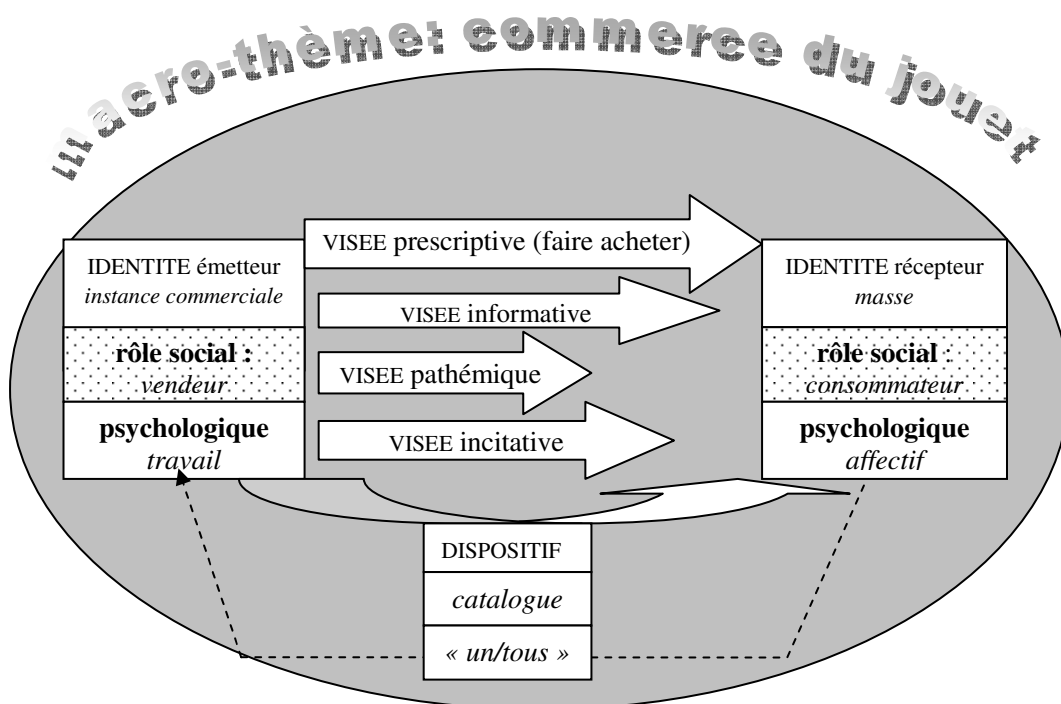 macro-thème: commerce du jouet
IDENTITE émetteur
instance commerciale
rôle social :
vendeur
psychologique
travail
VISEE prescriptive (faire acheter)
VISEE informative
VISEE pathémique
VISEE incitative
IDENTITE récepteur
masse
rôle social :
consommateur
psychologique
affectif
DISPOSITIF
catalogue
« un/tous »